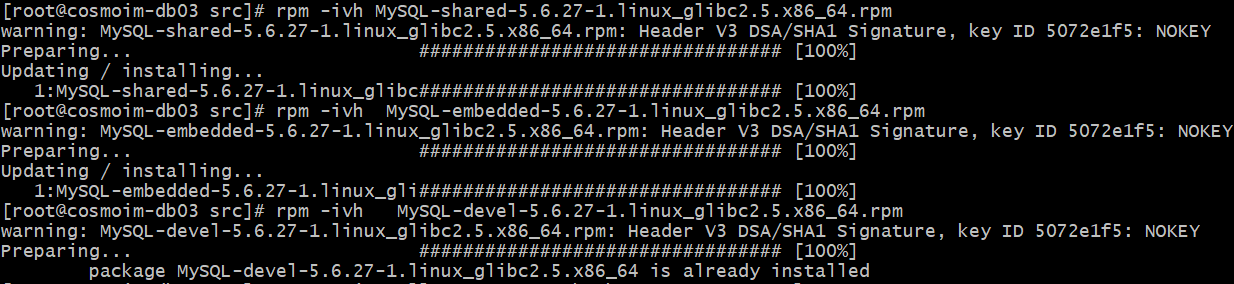 [root@cosmoim-db03 src]# rpm -ivh MySQL-shared-5.6.27-1.linux_glibc2.5.x86_64.rpm
warning: MySQL-shared-5.6.27-1.linux_glibc2.5.x86_64.rpm: Header V3 DSA/SHA1 Signature, key ID 5072e1f5: NOKEY
Preparing...                          ################################# [100%]
Updating / installing...
   1:MySQL-shared-5.6.27-1.linux_glibc################################# [100%]
[root@cosmoim-db03 src]# rpm -ivh  MySQL-embedded-5.6.27-1.linux_glibc2.5.x86_64.rpm
warning: MySQL-embedded-5.6.27-1.linux_glibc2.5.x86_64.rpm: Header V3 DSA/SHA1 Signature, key ID 5072e1f5: NOKEY
Preparing...                          ################################# [100%]
Updating / installing...
   1:MySQL-embedded-5.6.27-1.linux_gli################################# [100%]
[root@cosmoim-db03 src]# rpm -ivh   MySQL-devel-5.6.27-1.linux_glibc2.5.x86_64.rpm
warning: MySQL-devel-5.6.27-1.linux_glibc2.5.x86_64.rpm: Header V3 DSA/SHA1 Signature, key ID 5072e1f5: NOKEY
Preparing...                          ################################# [100%]
        package MySQL-devel-5.6.27-1.linux_glibc2.5.x86_64 is already installed